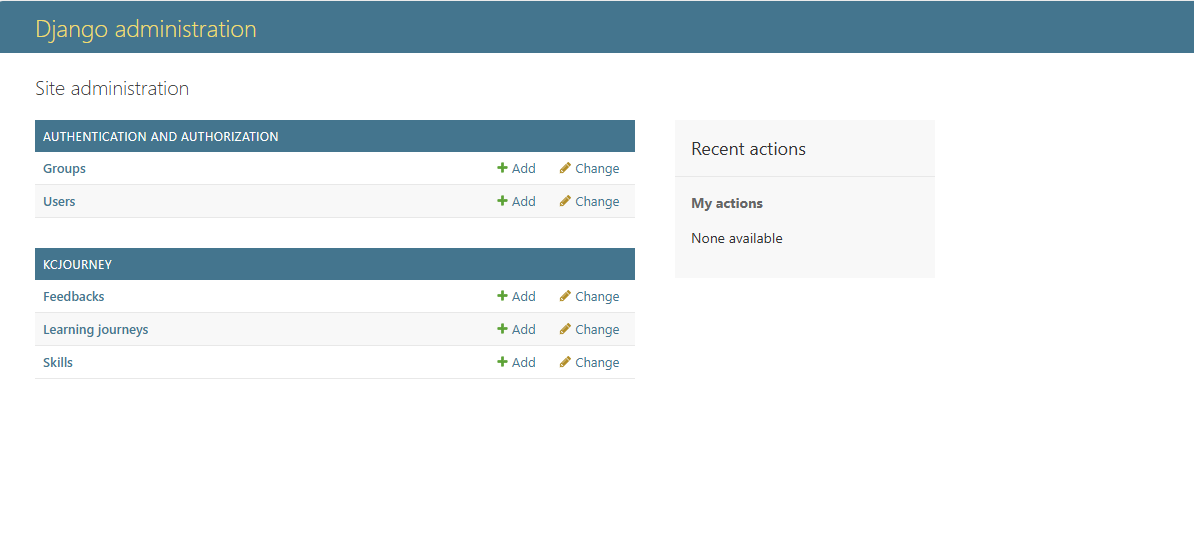 Django administration
Site administration
AUTHENTICATION AND AUTHORIZATION
Groups Add Change
Users Add Change
KCJOURNEY
Feedbacks Add Change
Learning journeys Add Change
Skills Add Change
Recent actions
My actions
None available